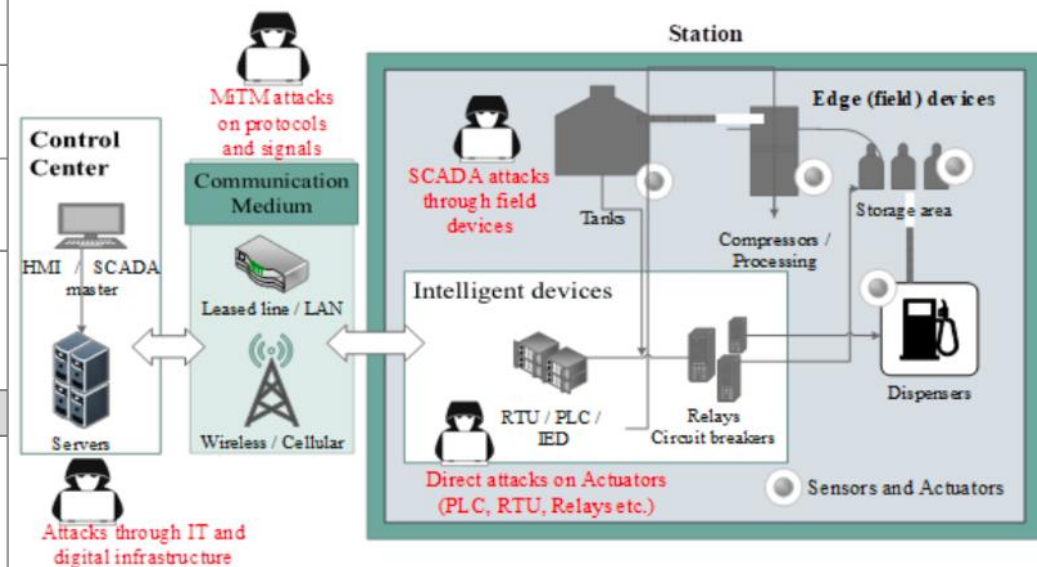 Station
MiTM attacks
on protocols
and signals
Control
Center
HMI / SCADA
master
Servers
Attacks through IT and
digital infrastructure
Communication
Medium
Leased line / LAN
Wireless / Cellular
Edge (field) devices
SCADA attacks
through field
devices
Tanks
Compressors /
Processing
Storage area
Intelligent devices
RTU / PLC /
IED
Relays
Circuit breakers
Dispensers
Direct attacks on Actuators
(PLC, RTU, Relays etc.)
Sensors and Actuators